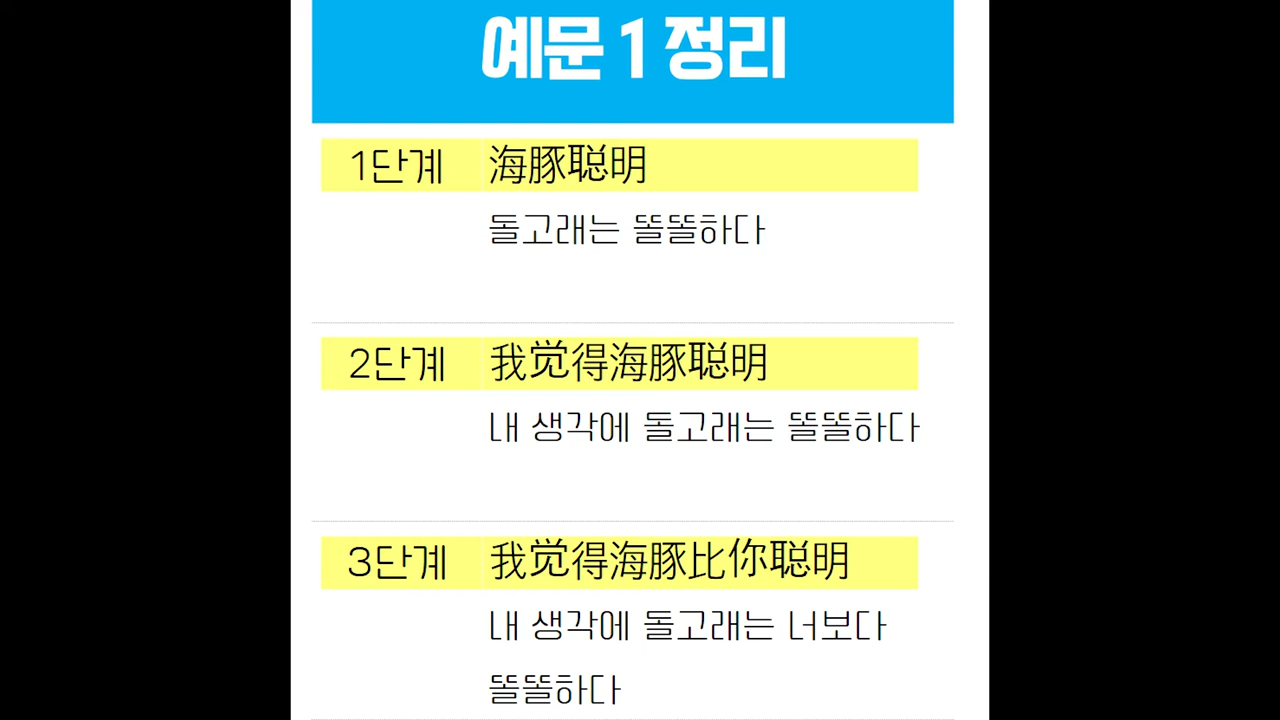 예문 1 정리
1단계 海豚聪明
돌고래는 똘똘하다
2단계 我觉得海豚聪明
내 생각에 돌고래는 똘똘하다
3단계 我觉得海豚比你聪明
내 생각에 돌고래는 너보다
똘똘하다